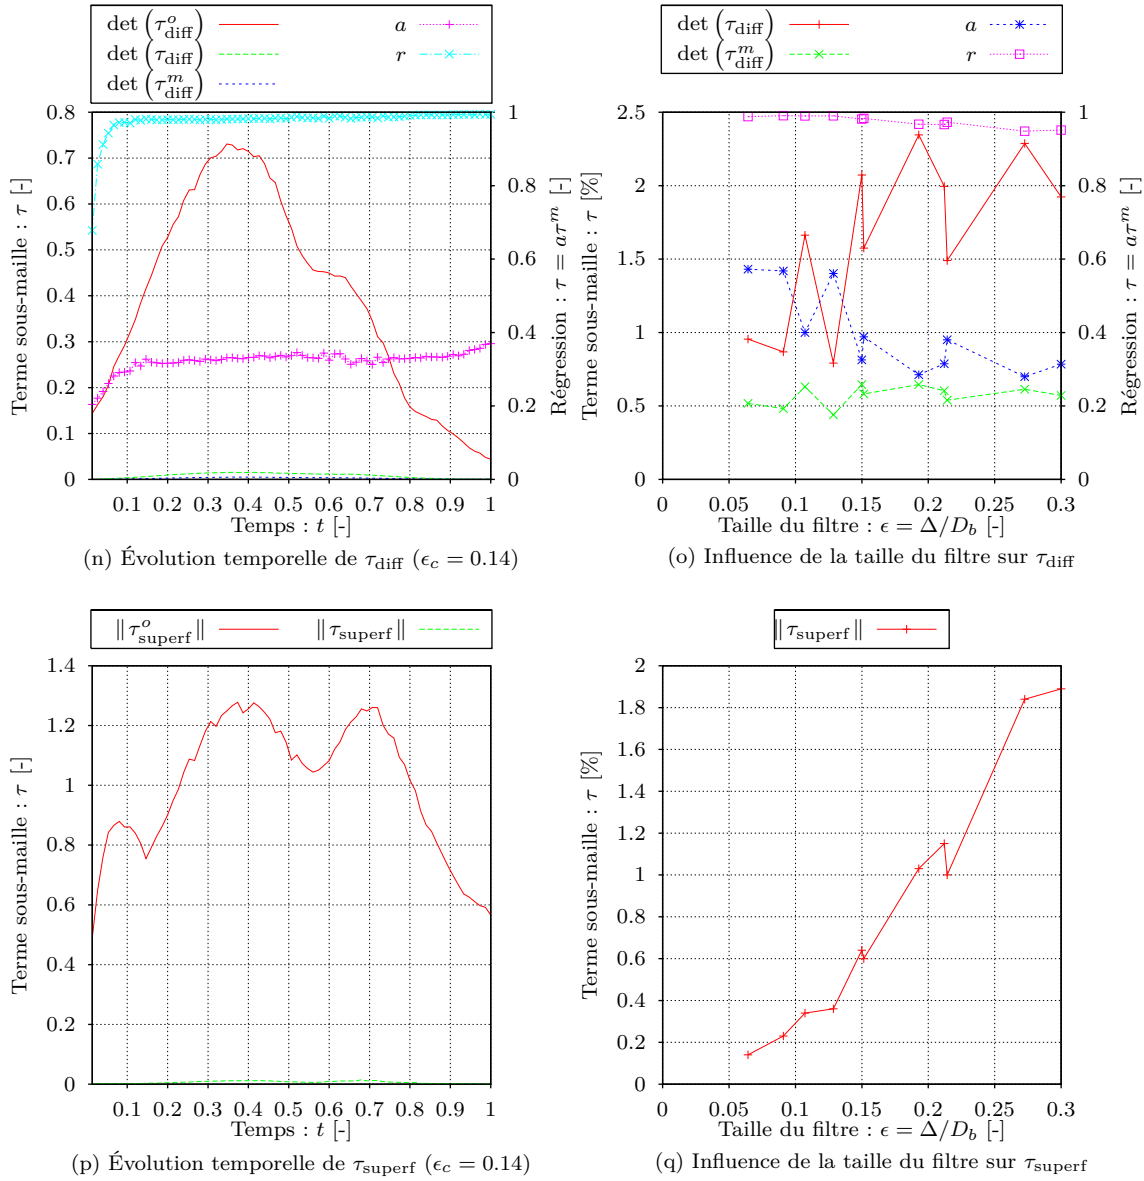 det (τ^o_diff)
det (τ_diff)
det (τ^m_diff)
a
r
0.8
0.7
0.6
0.5
0.4
0.3
0.2
0.1
0
1
0.8
0.6
0.4
0.2
0
0.1 0.2 0.3 0.4 0.5 0.6 0.7 0.8 0.9 1
Terme sous-maille : τ [-]
Régression : τ = aτ^m [-]
Temps : t [-]
(n) Évolution temporelle de τ_diff (ϵ_c = 0.14)
det (τ_diff)
det (τ^m_diff)
a
r
2.5
2
1.5
1
0.5
0
1
0.8
0.6
0.4
0.2
0
0 0.05 0.1 0.15 0.2 0.25 0.3
Terme sous-maille : τ [%]
Régression : τ = aτ^m [-]
Taille du filtre : ϵ = Δ/D_b [-]
(o) Influence de la taille du filtre sur τ_diff
||τ^o_superf||
||τ_superf||
1.4
1.2
1
0.8
0.6
0.4
0.2
0
0.1 0.2 0.3 0.4 0.5 0.6 0.7 0.8 0.9 1
Terme sous-maille : τ [-]
Temps : t [-]
(p) Évolution temporelle de τ_superf (ϵ_c = 0.14)
||τ_superf||
2
1.8
1.6
1.4
1.2
1
0.8
0.6
0.4
0.2
0
0 0.05 0.1 0.15 0.2 0.25 0.3
Terme sous-maille : τ [%]
Taille du filtre : ϵ = Δ/D_b [-]
(q) Influence de la taille du filtre sur τ_superf